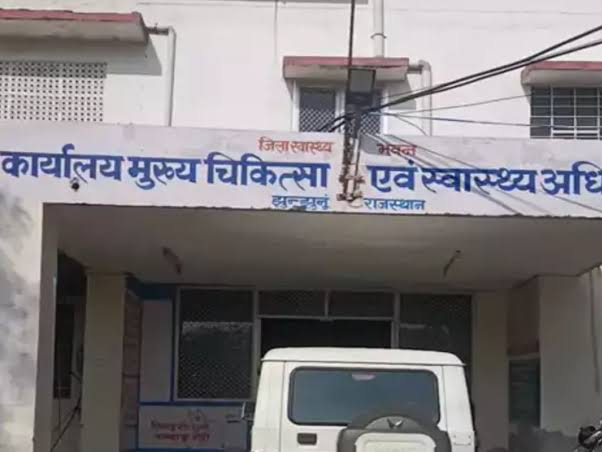 जिला स्वास्थ्य भवन
कार्यालय मुख्य चिकित्सा एवं स्वास्थ्य अधि
झुन्झुनूं राजस्थान